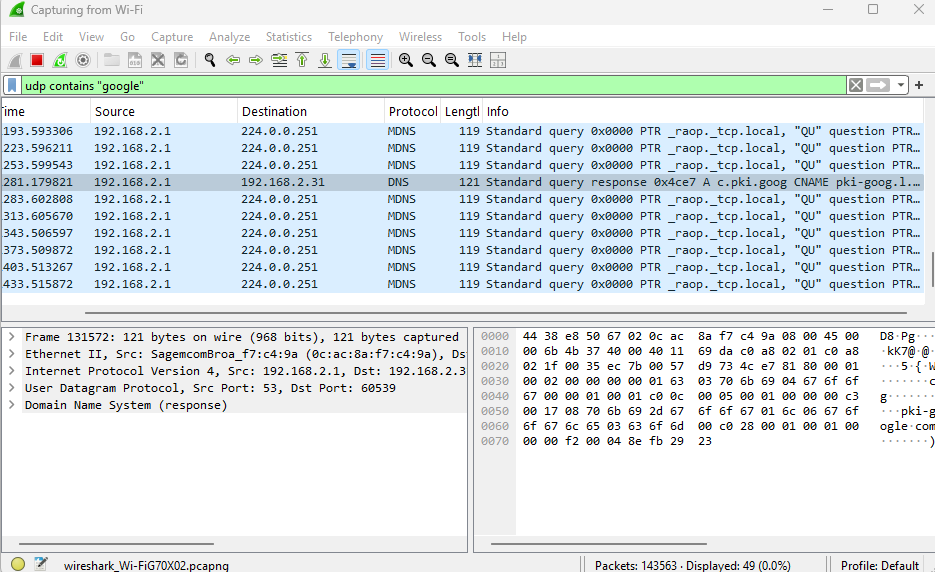 Capturing from Wi-Fi
File Edit View Go Capture Analyze Statistics Telephony Wireless Tools Help
udp contains "google"
ime Source Destination Protocol Lengtl Info
193.593306 192.168.2.1 224.0.0.251 MDNS 119 Standard query 0x0000 PTR _raop._tcp.local, "QU" question PTR…
223.596211 192.168.2.1 224.0.0.251 MDNS 119 Standard query 0x0000 PTR _raop._tcp.local, "QU" question PTR…
253.599543 192.168.2.1 224.0.0.251 MDNS 119 Standard query 0x0000 PTR _raop._tcp.local, "QU" question PTR…
281.179821 192.168.2.1 192.168.2.31 DNS 121 Standard query response 0x4ce7 A c.pki.goog CNAME pki-goog.l.…
283.602808 192.168.2.1 224.0.0.251 MDNS 119 Standard query 0x0000 PTR _raop._tcp.local, "QU" question PTR…
313.605670 192.168.2.1 224.0.0.251 MDNS 119 Standard query 0x0000 PTR _raop._tcp.local, "QU" question PTR…
343.506597 192.168.2.1 224.0.0.251 MDNS 119 Standard query 0x0000 PTR _raop._tcp.local, "QU" question PTR…
373.509872 192.168.2.1 224.0.0.251 MDNS 119 Standard query 0x0000 PTR _raop._tcp.local, "QU" question PTR…
403.513267 192.168.2.1 224.0.0.251 MDNS 119 Standard query 0x0000 PTR _raop._tcp.local, "QU" question PTR…
433.515872 192.168.2.1 224.0.0.251 MDNS 119 Standard query 0x0000 PTR _raop._tcp.local, "QU" question PTR…
Frame 131572: 121 bytes on wire (968 bits), 121 bytes captured
Ethernet II, Src: SagemcomBroa_f7:c4:9a (0c:ac:8a:f7:c4:9a), Ds
Internet Protocol Version 4, Src: 192.168.2.1, Dst: 192.168.2.3
User Datagram Protocol, Src Port: 53, Dst Port: 60539
Domain Name System (response)
0000 44 38 e8 50 67 02 0c ac 8a f7 c4 9a 08 00 45 00 D8·Pg···
0010 00 6b 4b 37 40 00 40 11 69 da c0 a8 02 01 c0 a8 ·kK7@·@·
0020 02 1f 00 35 ec 7b 00 57 d9 73 4c e7 81 80 00 01 ···5·{·W
0030 00 02 00 00 00 00 01 63 03 70 6b 69 04 67 6f 6f ·······c
0040 67 00 00 01 00 01 c0 0c 00 05 00 01 00 00 00 c3 g·······
0050 00 17 08 70 6b 69 2d 67 6f 6f 67 01 6c 06 67 6f ···pki-g
0060 6f 67 6c 65 03 63 6f 6d 00 c0 28 00 01 00 01 00 ogle·com
0070 00 00 f2 00 04 8e fb 29 23 ·······)
wireshark_Wi-FiG70X02.pcapng Packets: 143563 · Displayed: 49 (0.0%) Profile: Default